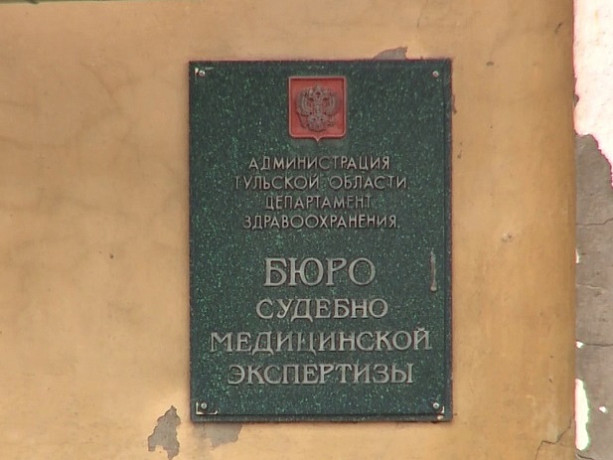 АДМИНИСТРАЦИЯ
ТУЛЬСКОЙ ОБЛАСТИ
ДЕПАРТАМЕНТ
ЗДРАВООХРАНЕНИЯ
БЮРО
СУДЕБНО
МЕДИЦИНСКОЙ
ЭКСПЕРТИЗЫ